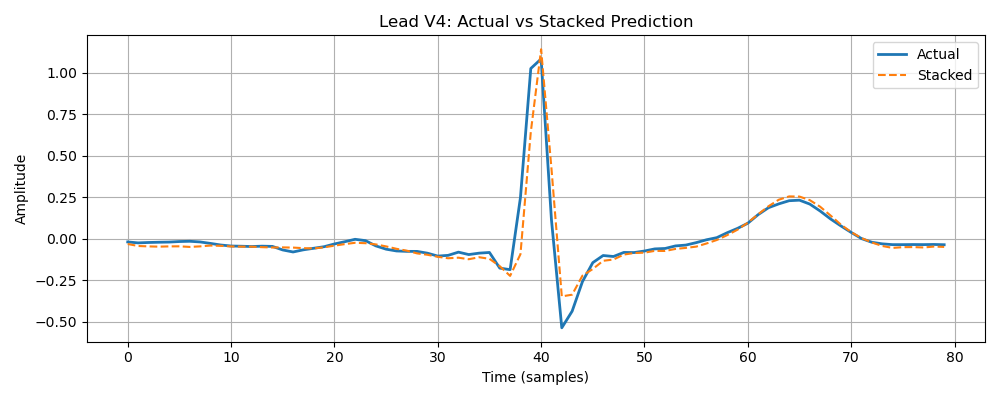 Lead V4: Actual vs Stacked Prediction
Actual
Stacked
Amplitude
1.00
0.75
0.50
0.25
0.00
−0.25
−0.50
0 10 20 30 40 50 60 70 80
Time (samples)